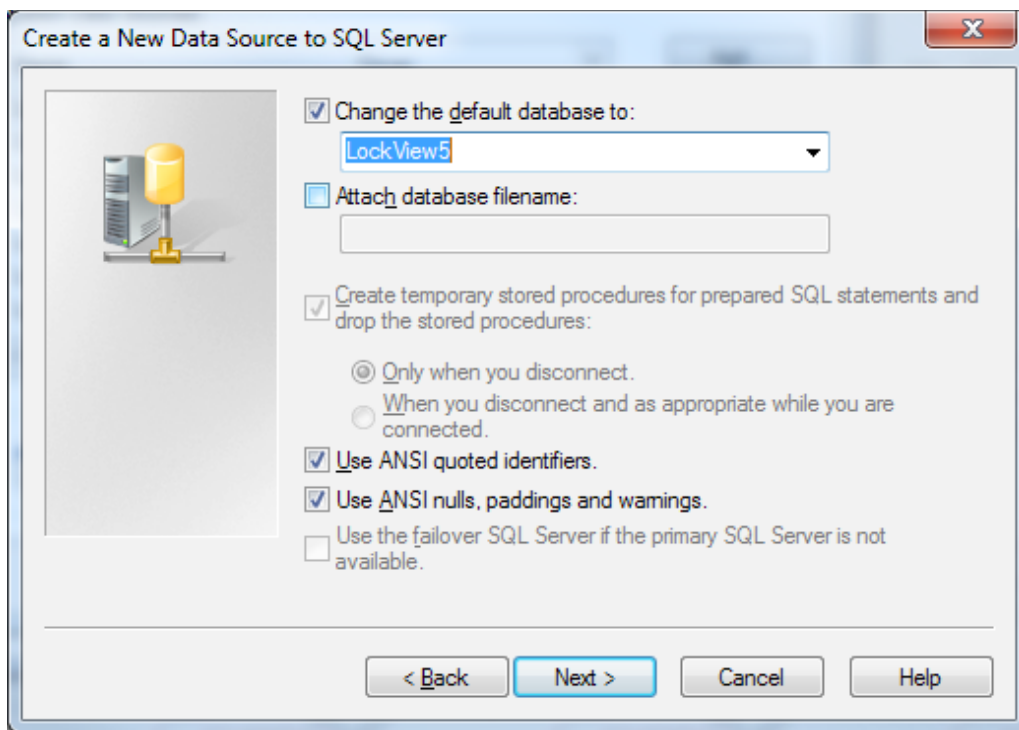 Create a New Data Source to SQL Server
Change the default database to:
LockView5
Attach database filename:
Create temporary stored procedures for prepared SQL statements and
drop the stored procedures:
Only when you disconnect.
When you disconnect and as appropriate while you are
connected.
Use ANSI quoted identifiers.
Use ANSI nulls, paddings and warnings.
Use the failover SQL Server if the primary SQL Server is not
available.
< Back
Next >
Cancel
Help